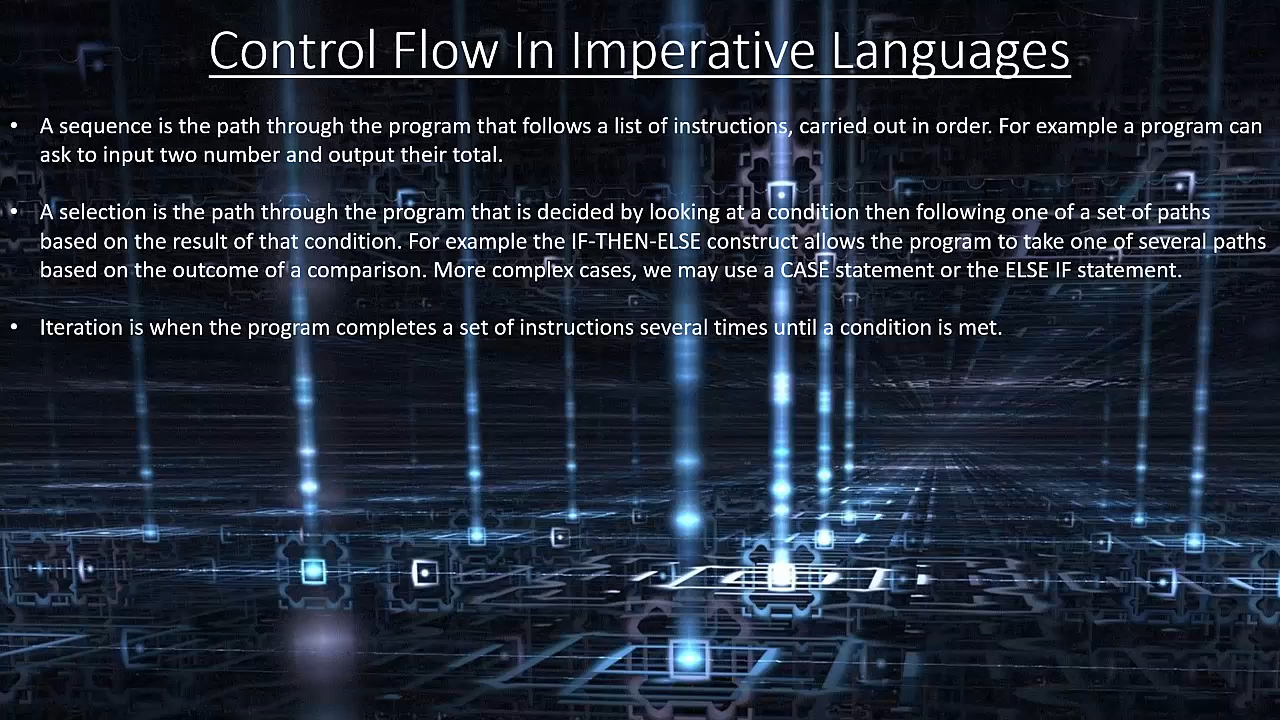 Control Flow In Imperative Languages
• A sequence is the path through the program that follows a list of instructions, carried out in order. For example a program can
ask to input two number and output their total.
• A selection is the path through the program that is decided by looking at a condition then following one of a set of paths
based on the result of that condition. For example the IF-THEN-ELSE construct allows the program to take one of several paths
based on the outcome of a comparison. More complex cases, we may use a CASE statement or the ELSE IF statement.
• Iteration is when the program completes a set of instructions several times until a condition is met.